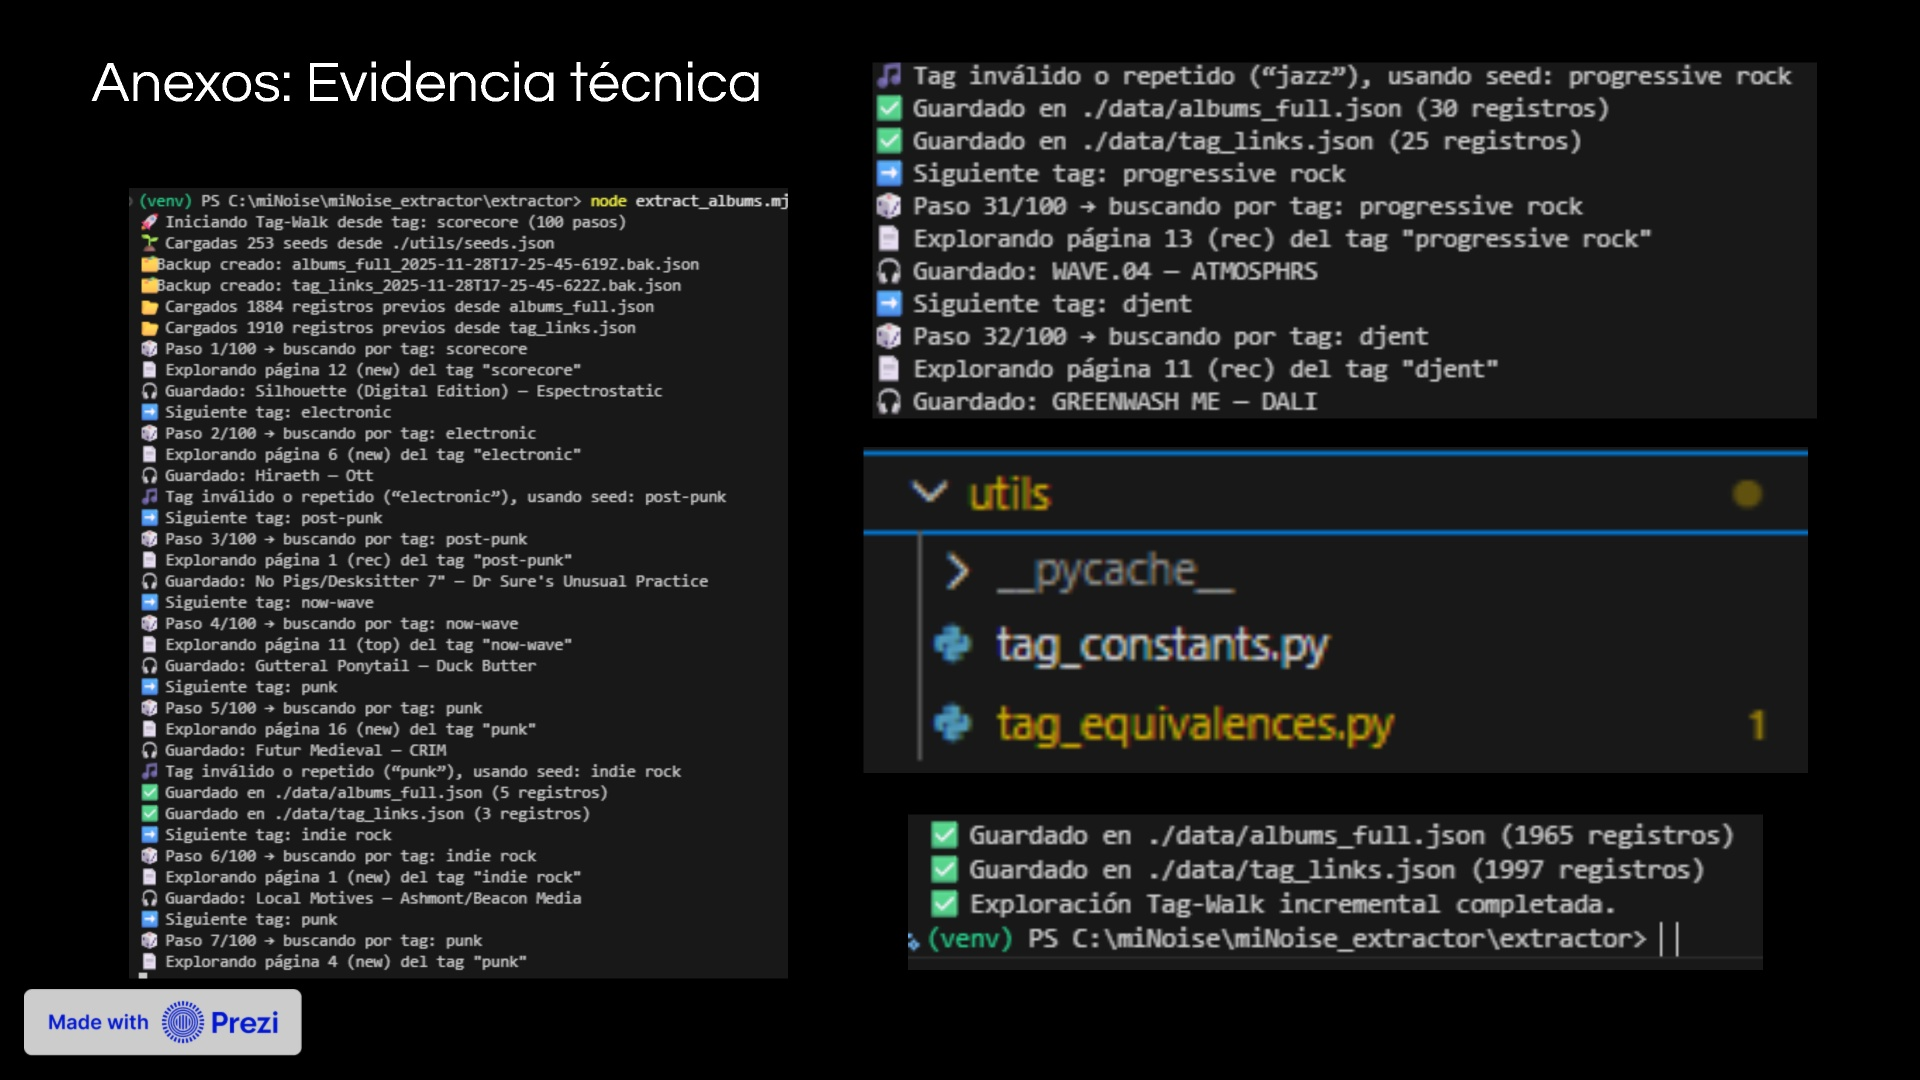 Anexos: Evidencia técnica
(venv) PS C:\miNoise\miNoise_extractor\extractor> node extract_albums.mj
Iniciando Tag-Walk desde tag: scorecore (100 pasos)
Cargadas 253 seeds desde ./utils/seeds.json
Backup creado: albums_full_2025-11-28T17-25-45-619Z.bak.json
Backup creado: tag_links_2025-11-28T17-25-45-622Z.bak.json
Cargados 1884 registros previos desde albums_full.json
Cargados 1910 registros previos desde tag_links.json
Paso 1/100 → buscando por tag: scorecore
Explorando página 12 (new) del tag "scorecore"
Guardado: Silhouette (Digital Edition) — Espectrostatic
Siguiente tag: electronic
Paso 2/100 → buscando por tag: electronic
Explorando página 6 (new) del tag "electronic"
Guardado: Hiraeth — Ott
Tag inválido o repetido (“electronic”), usando seed: post-punk
Siguiente tag: post-punk
Paso 3/100 → buscando por tag: post-punk
Explorando página 1 (rec) del tag "post-punk"
Guardado: No Pigs/Desksitter 7" — Dr Sure's Unusual Practice
Siguiente tag: now-wave
Paso 4/100 → buscando por tag: now-wave
Explorando página 11 (top) del tag "now-wave"
Guardado: Gutteral Ponytail — Duck Butter
Siguiente tag: punk
Paso 5/100 → buscando por tag: punk
Explorando página 16 (new) del tag "punk"
Guardado: Futur Medieval — CRIM
Tag inválido o repetido (“punk”), usando seed: indie rock
Guardado en ./data/albums_full.json (5 registros)
Guardado en ./data/tag_links.json (3 registros)
Siguiente tag: indie rock
Paso 6/100 → buscando por tag: indie rock
Explorando página 1 (new) del tag "indie rock"
Guardado: Local Motives — Ashmont/Beacon Media
Siguiente tag: punk
Paso 7/100 → buscando por tag: punk
Explorando página 4 (new) del tag "punk"
Tag inválido o repetido (“jazz”), usando seed: progressive rock
Guardado en ./data/albums_full.json (30 registros)
Guardado en ./data/tag_links.json (25 registros)
Siguiente tag: progressive rock
Paso 31/100 → buscando por tag: progressive rock
Explorando página 13 (rec) del tag "progressive rock"
Guardado: WAVE.04 — ATMOSPHRS
Siguiente tag: djent
Paso 32/100 → buscando por tag: djent
Explorando página 11 (rec) del tag "djent"
Guardado: GREENWASH ME — DALI
utils
__pycache__
tag_constants.py
tag_equivalences.py 1
Guardado en ./data/albums_full.json (1965 registros)
Guardado en ./data/tag_links.json (1997 registros)
Exploración Tag-Walk incremental completada.
(venv) PS C:\miNoise\miNoise_extractor\extractor>
Made with Prezi